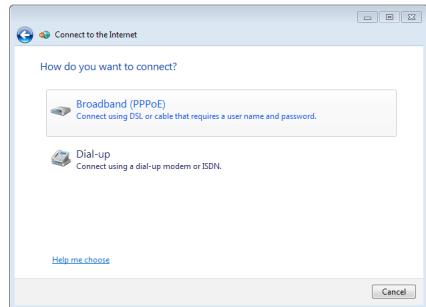 Connect to the Internet
How do you want to connect?
Broadband (PPPoE)
Connect using DSL or cable that requires a user name and password.
Dial-up
Connect using a dial-up modem or ISDN.
Help me choose
Cancel